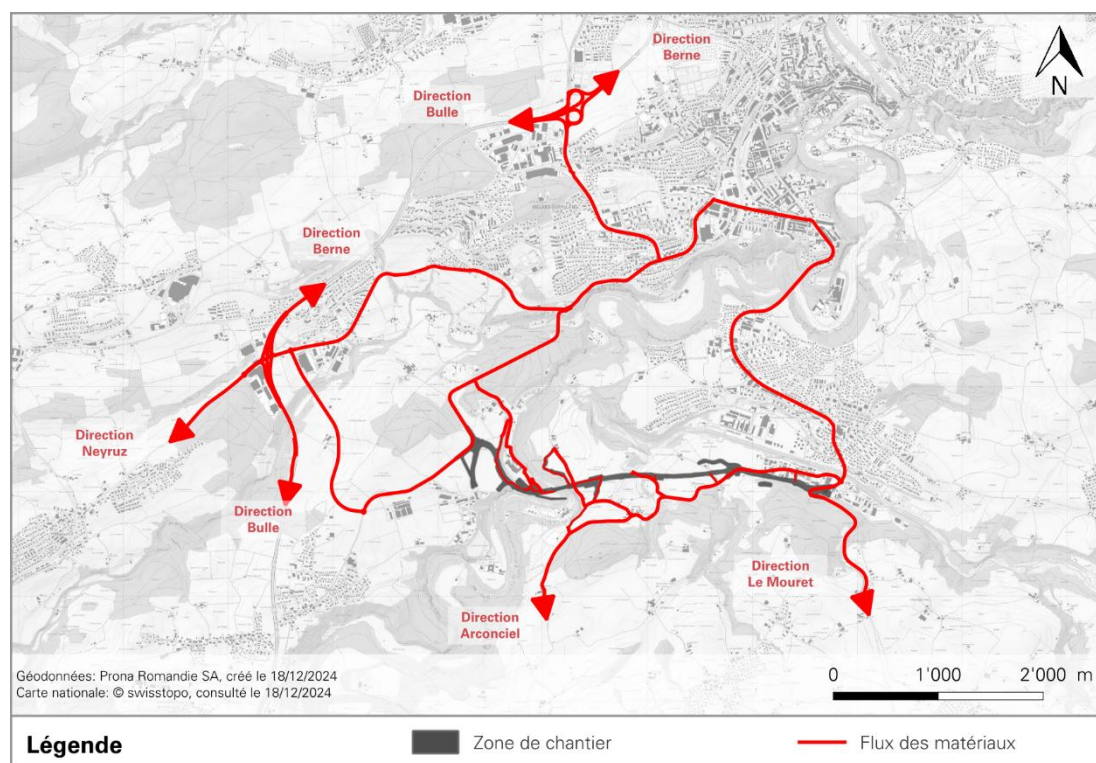 Direction
Berne
N
Direction
Bulle
Direction
Berne
Direction
Neyruz
Direction
Bulle
Direction
Arconciel
Direction
Le Mouret
Géodonnées: Prona Romandie SA, créé le 18/12/2024
Carte nationale: © swisstopo, consulté le 18/12/2024
0 1'000 2'000 m
Légende
Zone de chantier
Flux des matériaux